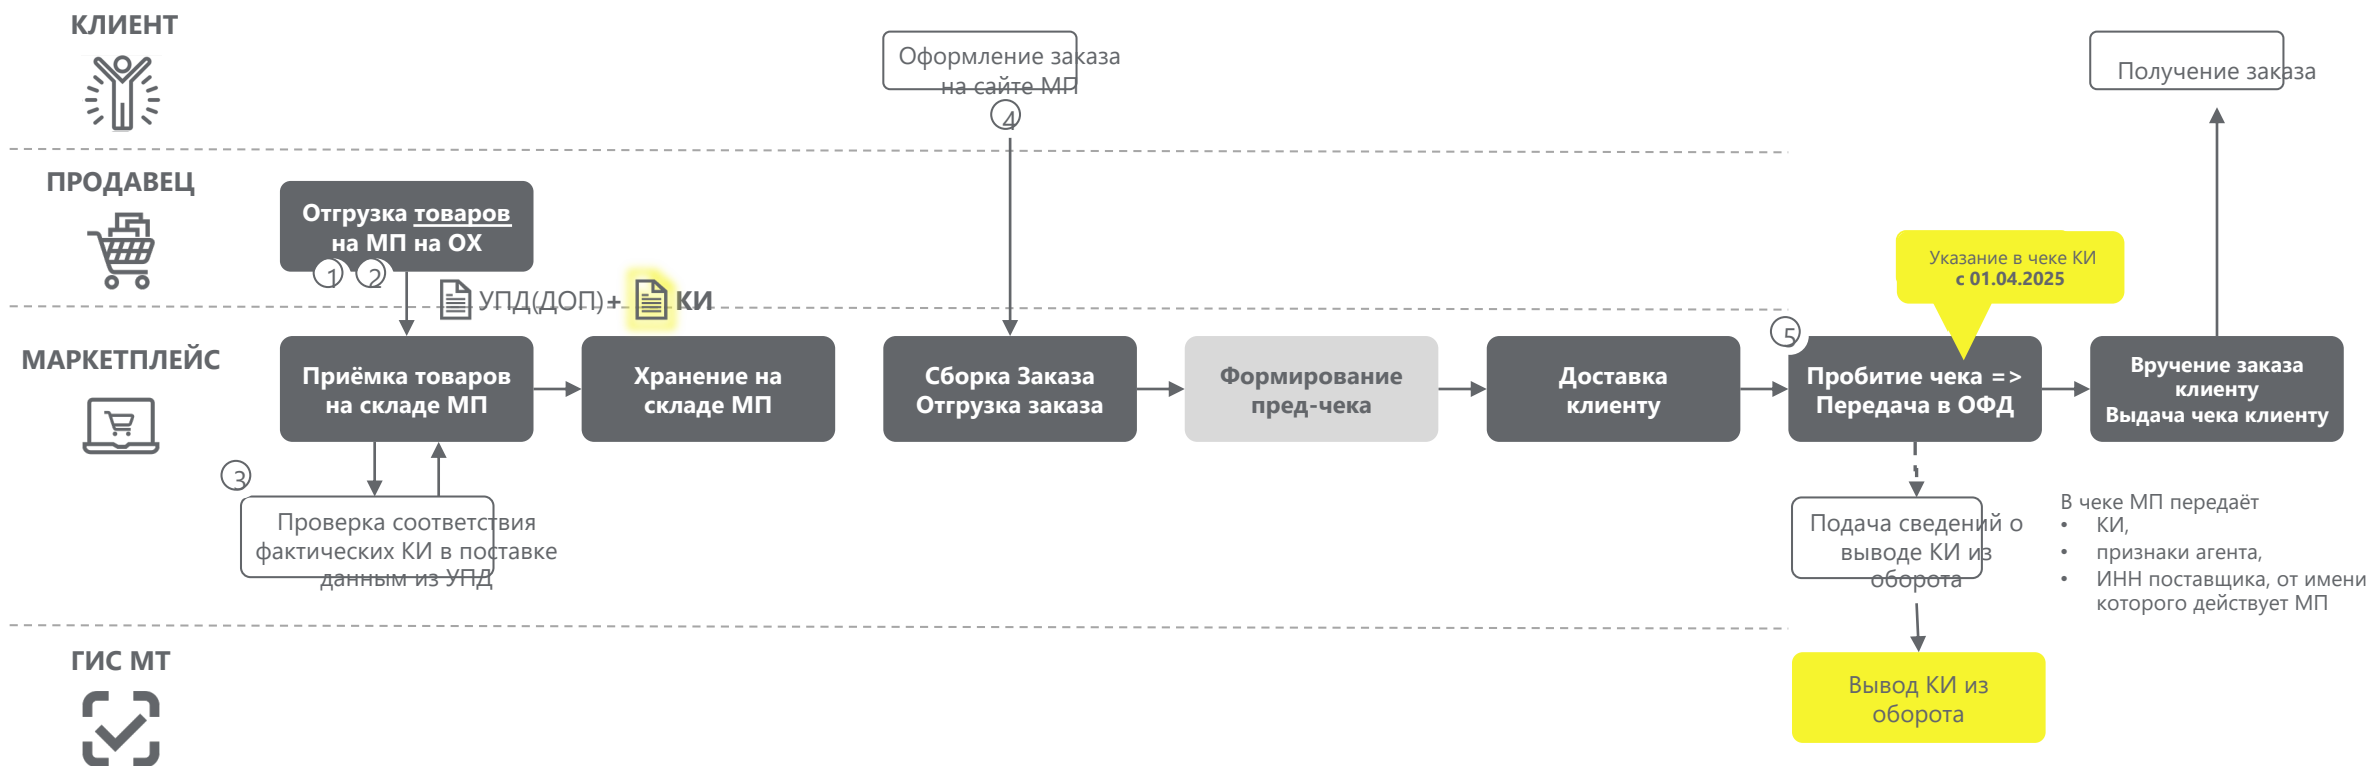 КЛИЕНТ
Оформление заказа
на сайте МП
4
Получение заказа
ПРОДАВЕЦ
Отгрузка товаров
на МП на ОХ
1
2
УПД(ДОП)+
КИ
Указание в чеке КИ
с 01.04.2025
МАРКЕТПЛЕЙС
Приёмка товаров
на складе МП
Хранение на
складе МП
Сборка Заказа
Отгрузка заказа
Формирование
пред-чека
Доставка
клиенту
5
Пробитие чека =>
Передача в ОФД
Вручение заказа
клиенту
Выдача чека клиенту
3
Проверка соответствия
фактических КИ в поставке
данным из УПД
Подача сведений о
выводе КИ из
оборота
В чеке МП передаёт
• КИ,
• признаки агента,
• ИНН поставщика, от имени
которого действует МП
ГИС МТ
Вывод КИ из
оборота